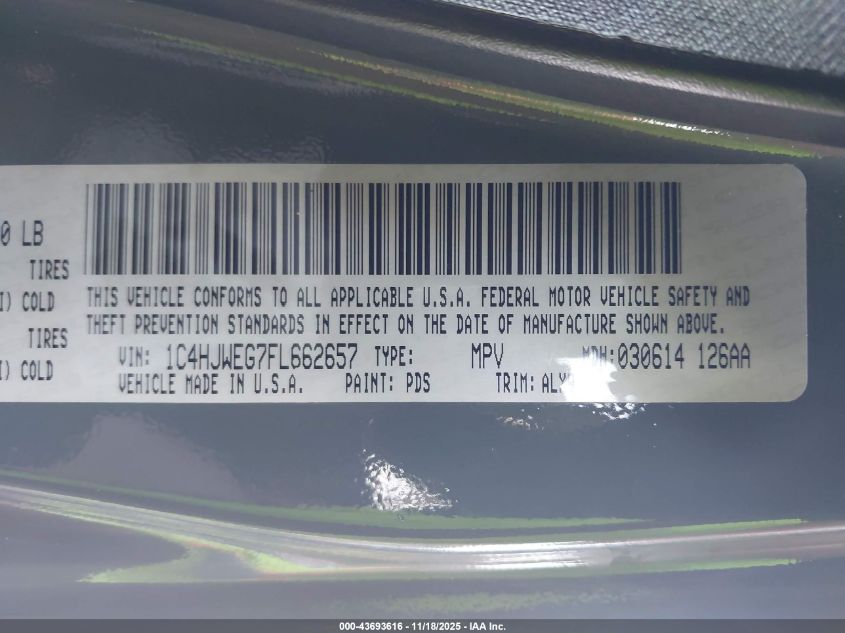 0 LB
TIRES
I) COLD
TIRES
I) COLD
THIS VEHICLE CONFORMS TO ALL APPLICABLE U.S.A. FEDERAL MOTOR VEHICLE SAFETY AND
THEFT PREVENTION STANDARDS IN EFFECT ON THE DATE OF MANUFACTURE SHOWN ABOVE.
VIN: 1C4HJWEG7FL662657 TYPE: MPV MDH:030614 126AA
VEHICLE MADE IN U.S.A. PAINT: PDS TRIM: ALY
000-43693616 - 11/18/2025 - IAA Inc.